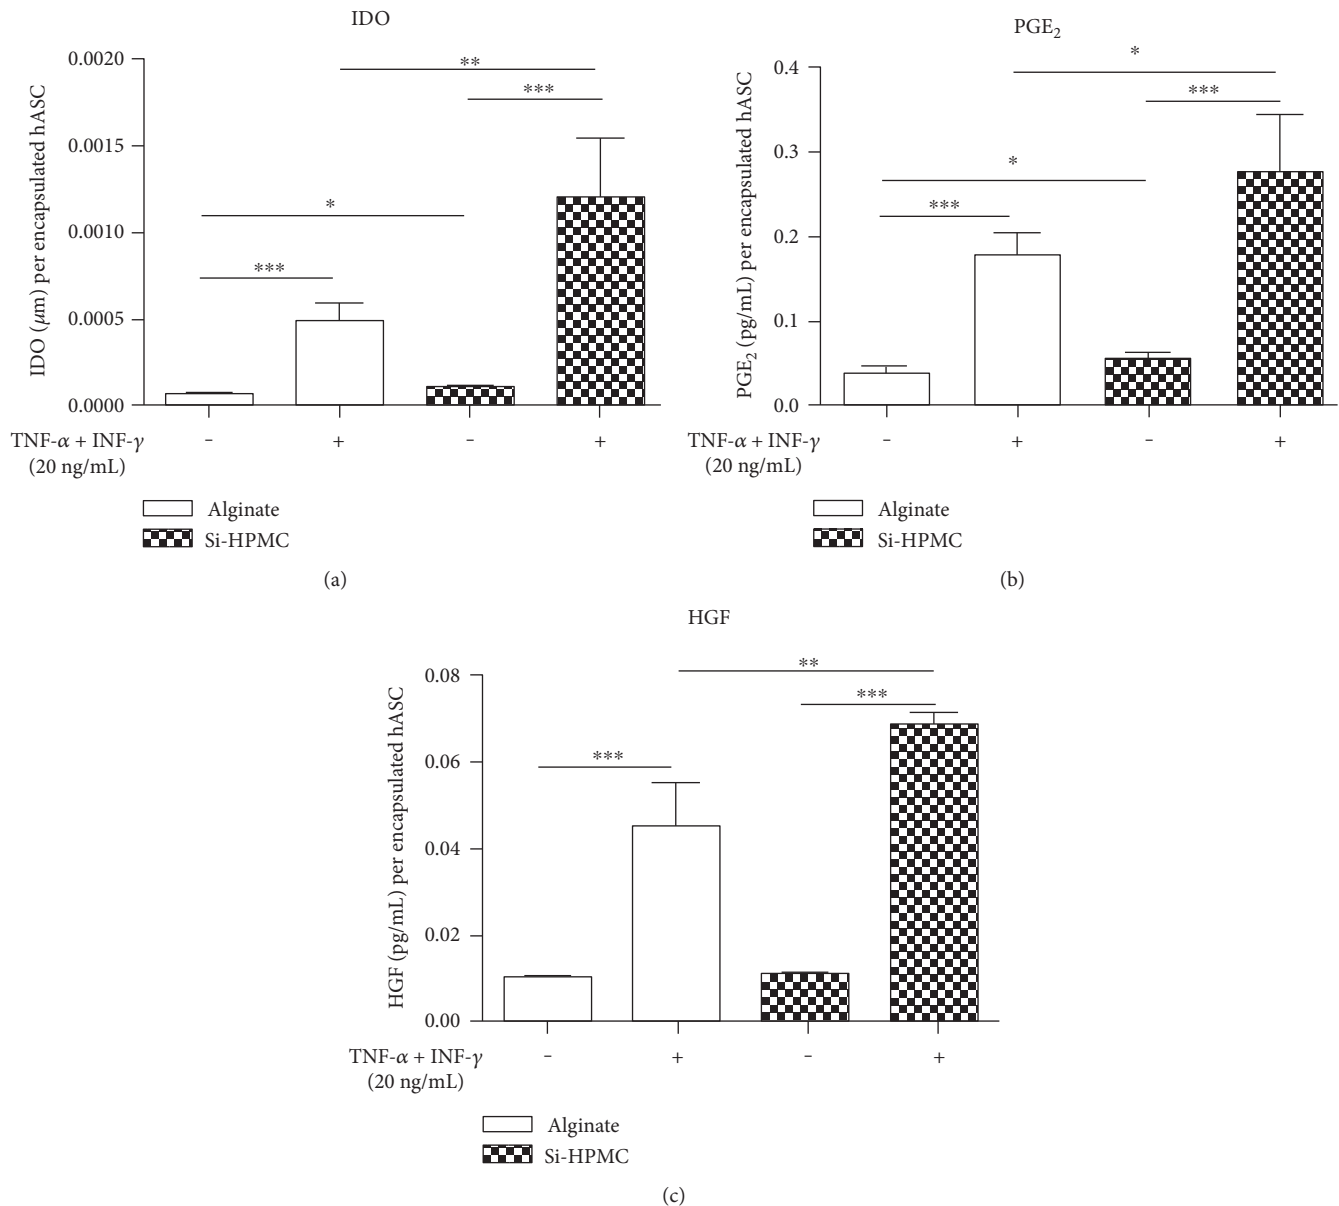 IDO
IDO (μm) per encapsulated hASC
0.0020
0.0015
0.0010
0.0005
0.0000
**
***
*
***
TNF-α + INF-γ
(20 ng/mL)
- + - +
Alginate
Si-HPMC
(a)
PGE₂
PGE₂ (pg/mL) per encapsulated hASC
0.4
0.3
0.2
0.1
0.0
*
***
*
***
TNF-α + INF-γ
(20 ng/mL)
- + - +
Alginate
Si-HPMC
(b)
HGF
HGF (pg/mL) per encapsulated hASC
0.08
0.06
0.04
0.02
0.00
**
***
***
TNF-α + INF-γ
(20 ng/mL)
- + - +
Alginate
Si-HPMC
(c)